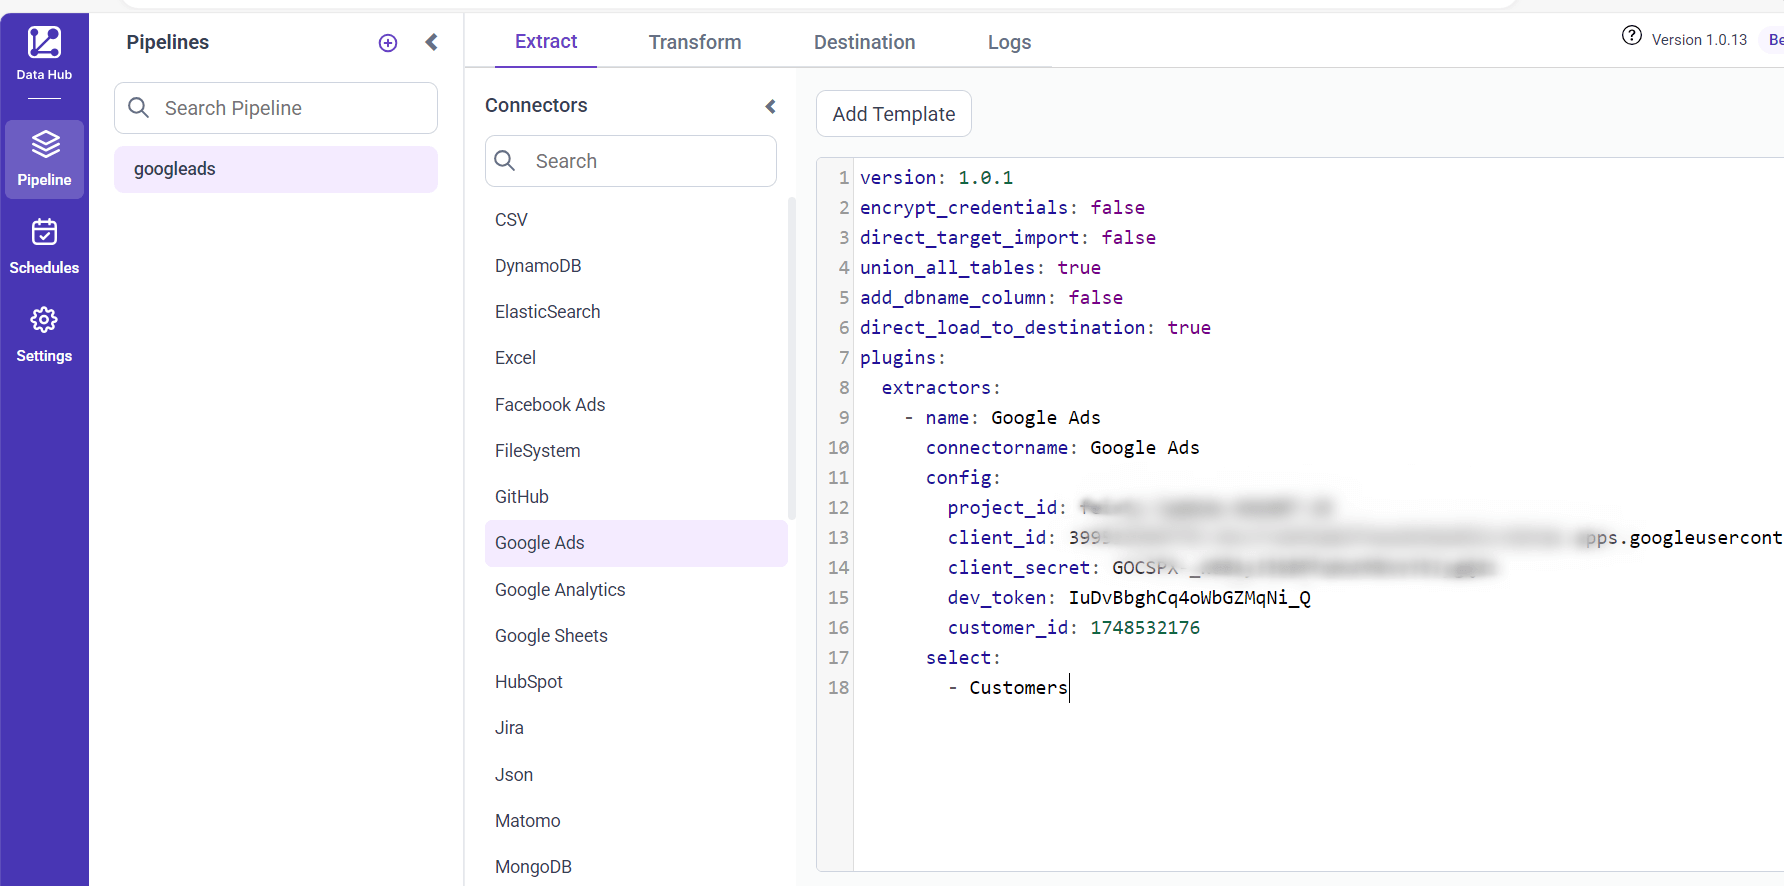 Data Hub
Pipeline
Schedules
Settings
Pipelines
Search Pipeline
googleads
Extract
Transform
Destination
Logs
Version 1.0.13
Be
Connectors
Search
CSV
DynamoDB
ElasticSearch
Excel
Facebook Ads
FileSystem
GitHub
Google Ads
Google Analytics
Google Sheets
HubSpot
Jira
Json
Matomo
MongoDB
Add Template
1 version: 1.0.1
2 encrypt_credentials: false
3 direct_target_import: false
4 union_all_tables: true
5 add_dbname_column: false
6 direct_load_to_destination: true
7 plugins:
8 extractors:
9 - name: Google Ads
10 connectorname: Google Ads
11 config:
12 project_id:
13 client_id: 399 apps.googleusercont
14 client_secret: GOCSPX-
15 dev_token: IuDvBbghCq4oWbGZMqNi_Q
16 customer_id: 1748532176
17 select:
18 - Customers